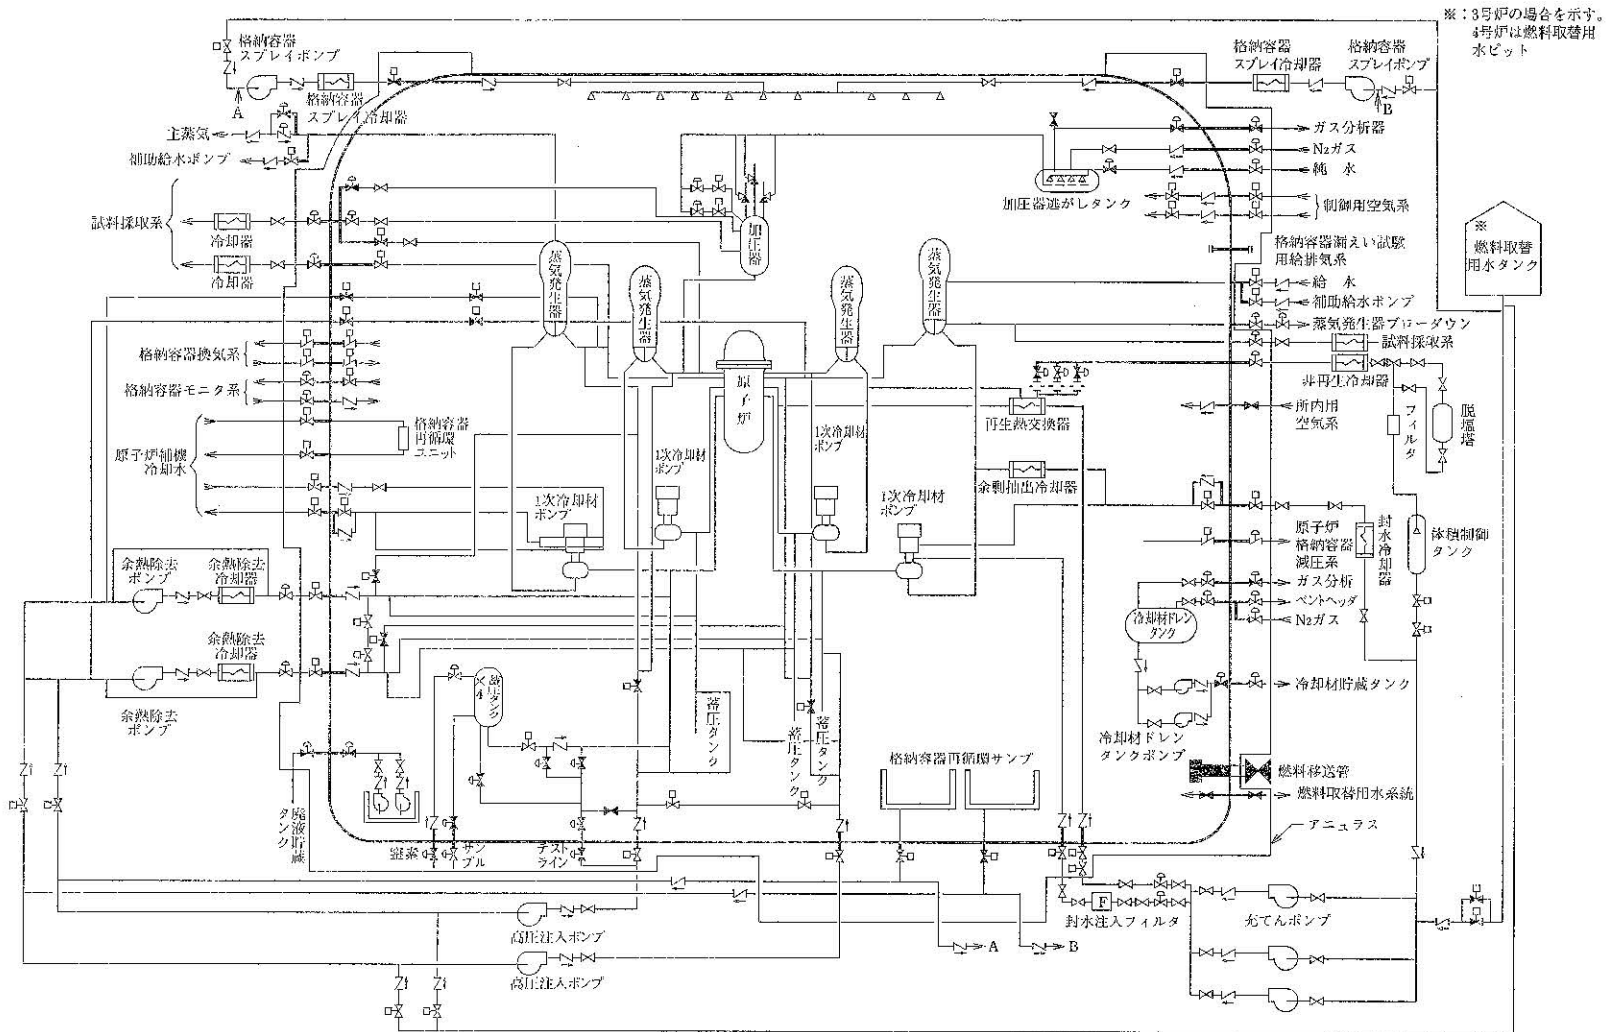 ※：3号炉の場合を示す。
4号炉は燃料取替用
水ピット
格納容器
スプレイポンプ
格納容器
スプレイ冷却器
A
格納容器
スプレイ冷却器
格納容器
スプレイポンプ
B
主蒸気
補助給水ポンプ
試料採取系
冷却器
冷却器
格納容器換気系
格納容器モニタ系
原子炉補機
冷却水
格納容器
再循環
ユニット
加圧器
蒸気発生器
蒸気発生器
蒸気発生器
蒸気発生器
原子炉
加圧器逃がしタンク
ガス分析器
N₂ガス
純水
制御用空気系
格納容器漏えい試験
用給排気系
給水
補助給水ポンプ
蒸気発生器ブローダウン
試料採取系
非再生冷却器
所内用
空気系
※
燃料取替
用水タンク
フィルタ
脱塩塔
再生熱交換器
余剰抽出冷却器
1次冷却材
ポンプ
1次冷却材
ポンプ
1次冷却材
ポンプ
1次冷却材
ポンプ
原子炉
格納容器
減圧系
封水冷却器
体積制御
タンク
ガス分析
ベントヘッダ
N₂ガス
冷却材ドレン
タンク
冷却材貯蔵タンク
冷却材ドレン
タンクポンプ
燃料移送管
燃料取替用水系統
アニュラス
余熱除去
ポンプ
余熱除去
冷却器
余熱除去
冷却器
余熱除去
ポンプ
蓄圧タンク
×4
蓄圧タンク
蓄圧タンク
蓄圧タンク
格納容器再循環サンプ
廃液貯蔵
タンク
窒素
サンプル
テスト
ライン
高圧注入ポンプ
高圧注入ポンプ
A
B
F
封水注入フィルタ
充てんポンプ